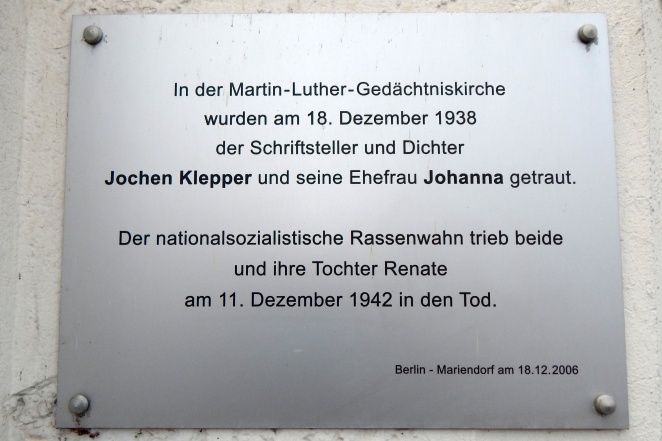 In der Martin-Luther-Gedächtniskirche
wurden am 18. Dezember 1938
der Schriftsteller und Dichter
Jochen Klepper und seine Ehefrau Johanna getraut.
Der nationalsozialistische Rassenwahn trieb beide
und ihre Tochter Renate
am 11. Dezember 1942 in den Tod.
Berlin - Mariendorf am 18.12.2006